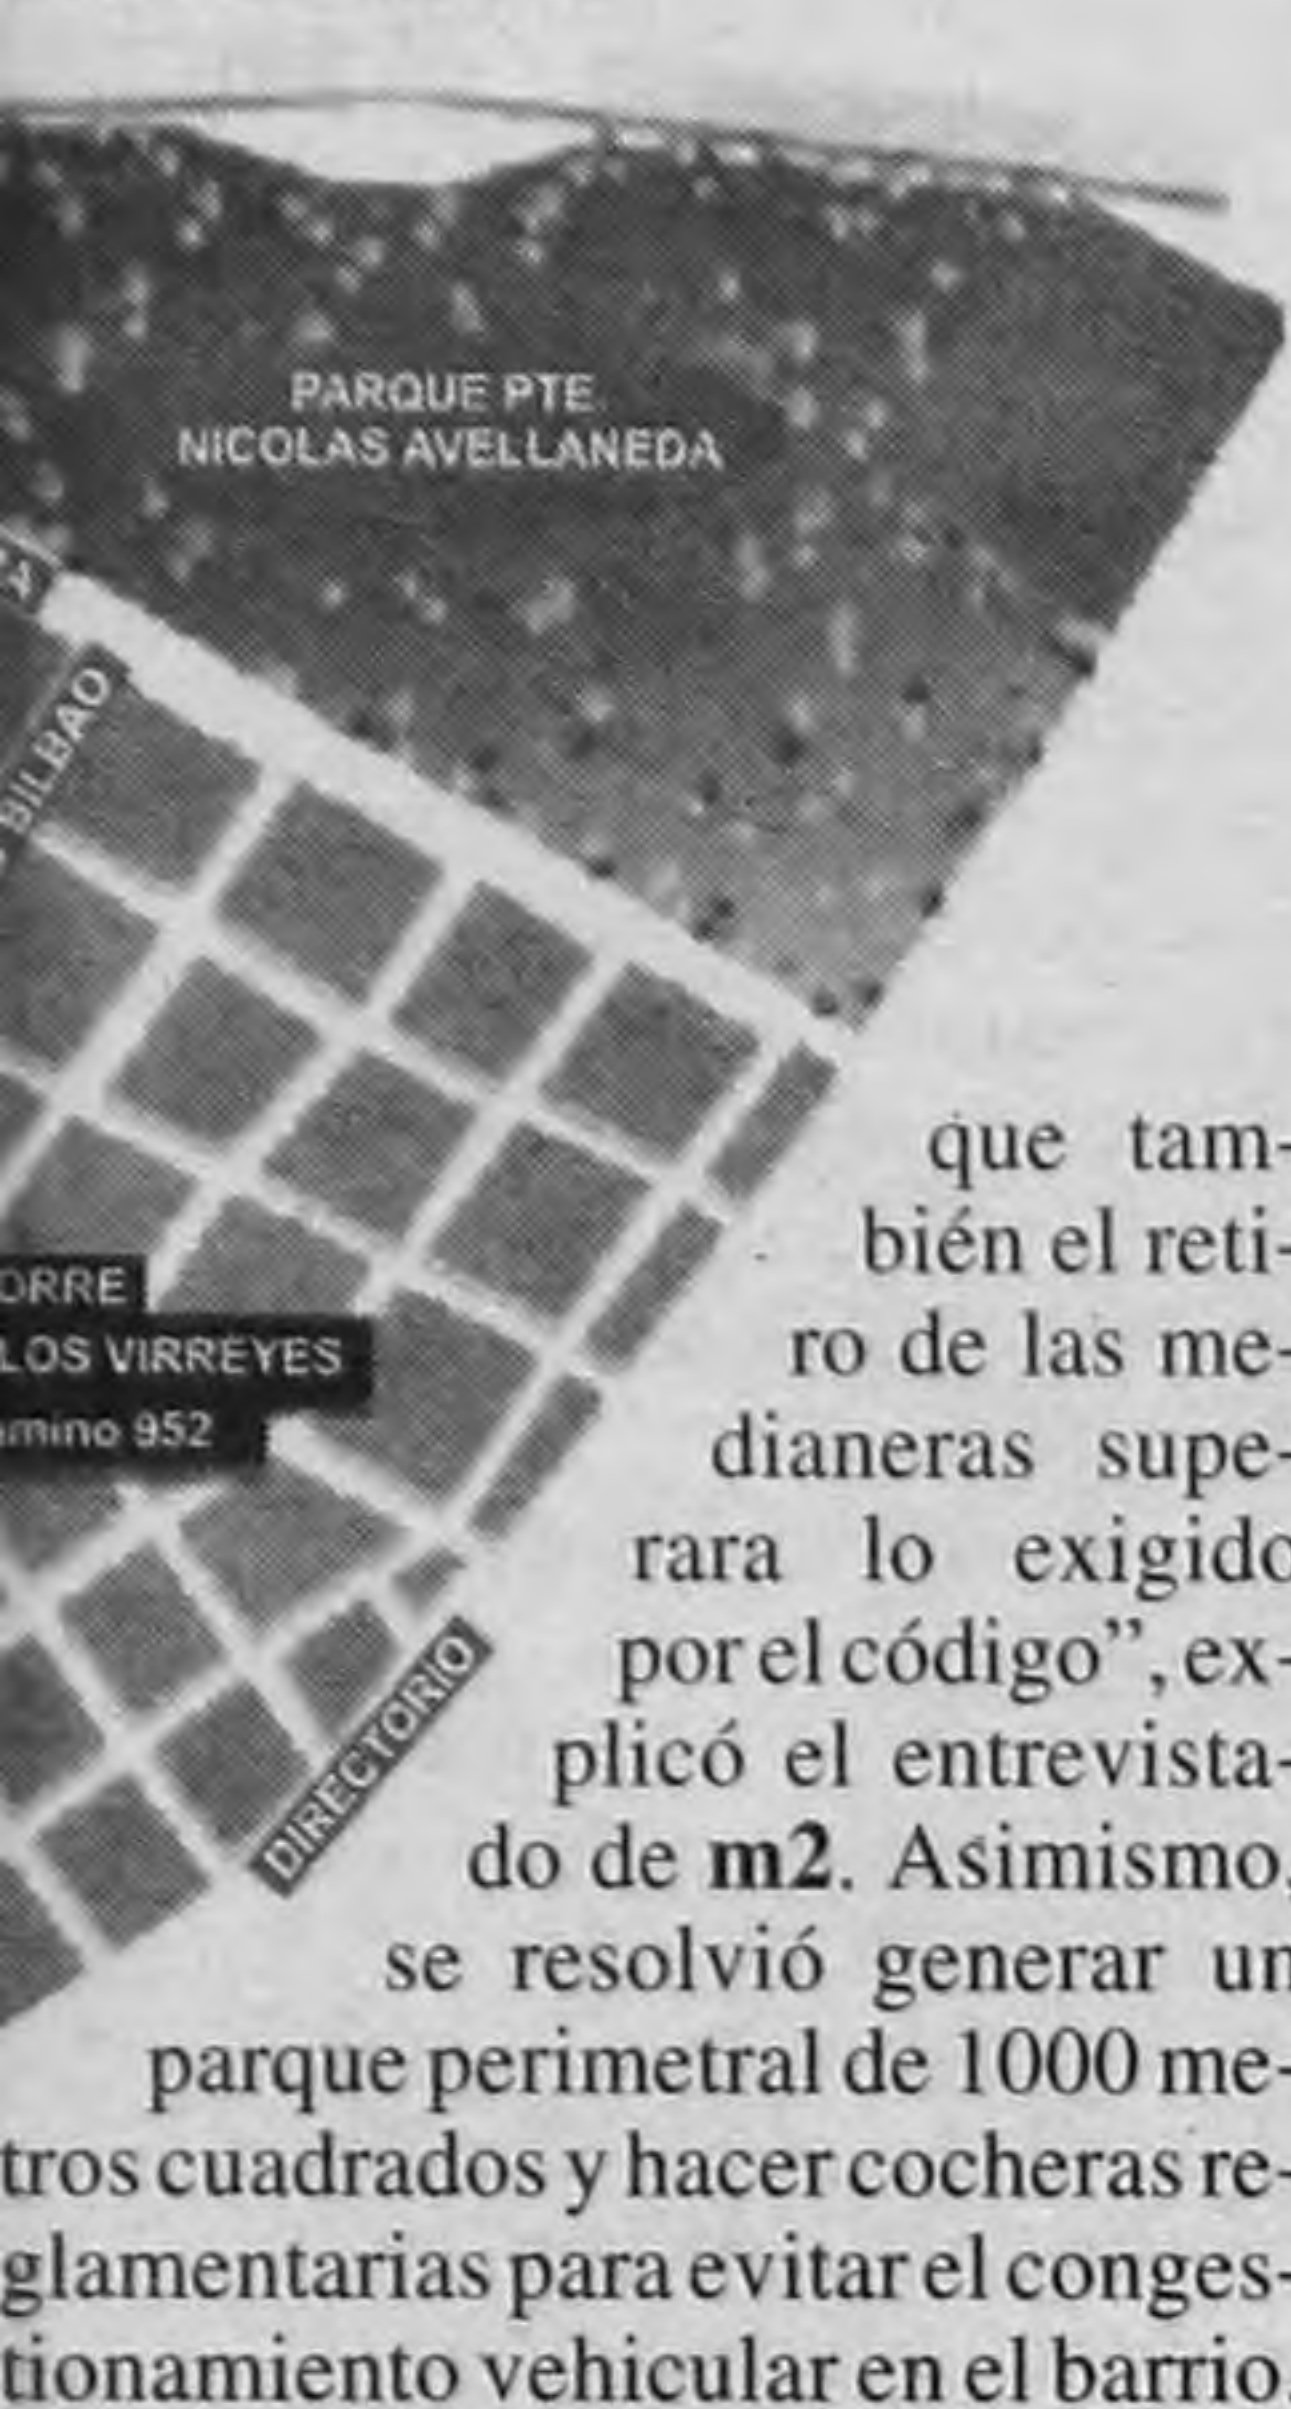 PARQUE PTE.
NICOLAS AVELLANEDA
BILBAO
ORRE
LOS VIRREYES
amino 952
DIRECTORIO
que tam-
bién el reti-
ro de las me-
dianeras supe-
rara lo exigido
por el código”, ex-
plicó el entrevista-
do de m2. Asimismo,
se resolvió generar un
parque perimetral de 1000 me-
tros cuadrados y hacer cocheras re-
glamentarias para evitar el conges-
tionamiento vehicular en el barrio.